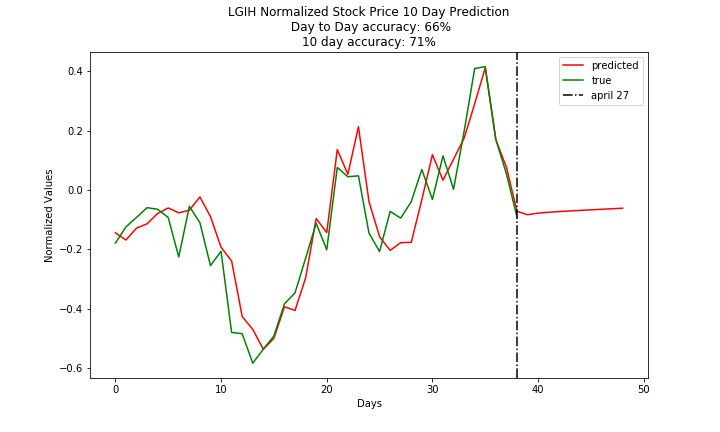 LGIH Normalized Stock Price 10 Day Prediction
Day to Day accuracy: 66%
10 day accuracy: 71%
predicted
true
april 27
0.4
0.2
0.0
−0.2
−0.4
−0.6
Normalized Values
0 10 20 30 40 50
Days